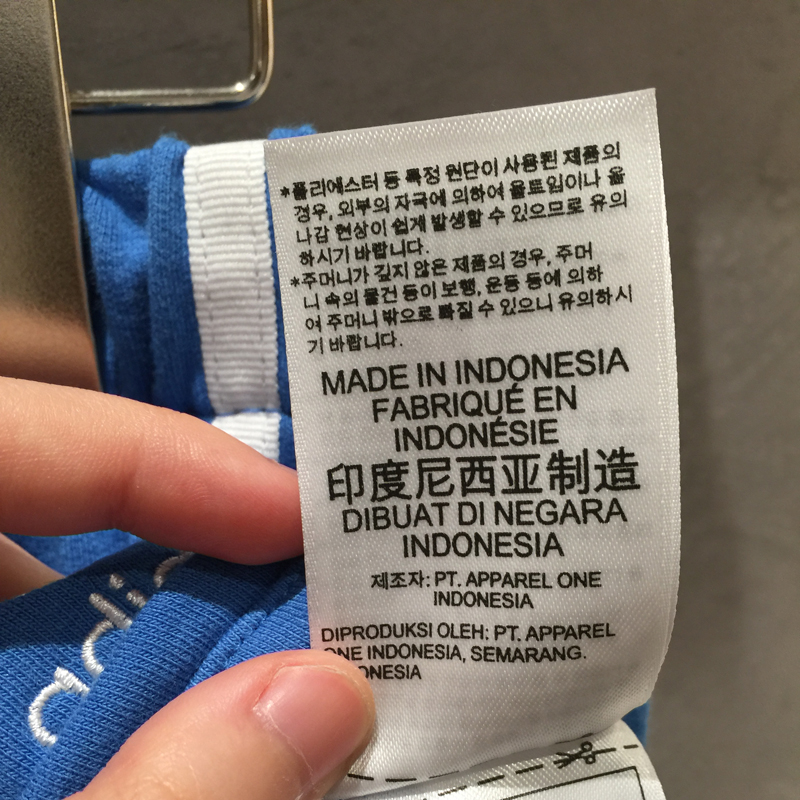 *폴리에스터 등 특정 원단이 사용된 제품의
경우, 외부의 자극에 의하여 올트임이나 올
나감 현상이 쉽게 발생할 수 있으므로 유의
하시기 바랍니다.
*주머니가 깊지 않은 제품의 경우, 주머
니 속의 물건 등이 보행, 운동 등에 의하
여 주머니 밖으로 빠질 수 있으니 유의하시
기 바랍니다.
MADE IN INDONESIA
FABRIQUÉ EN
INDONÉSIE
印度尼西亚制造
DIBUAT DI NEGARA
INDONESIA
제조자: PT. APPAREL ONE
INDONESIA
DIPRODUKSI OLEH: PT. APPAREL
ONE INDONESIA, SEMARANG.
ONESIA
adi